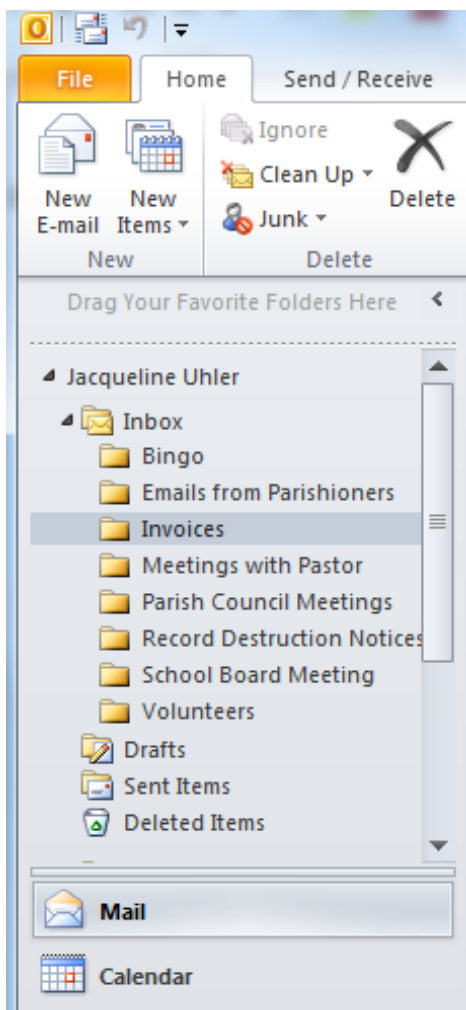 File Home Send / Receive
Ignore
Clean Up
Junk
New E-mail
New Items
Delete
New Delete
Drag Your Favorite Folders Here
Jacqueline Uhler
Inbox
Bingo
Emails from Parishioners
Invoices
Meetings with Pastor
Parish Council Meetings
Record Destruction Notices
School Board Meeting
Volunteers
Drafts
Sent Items
Deleted Items
Mail
Calendar